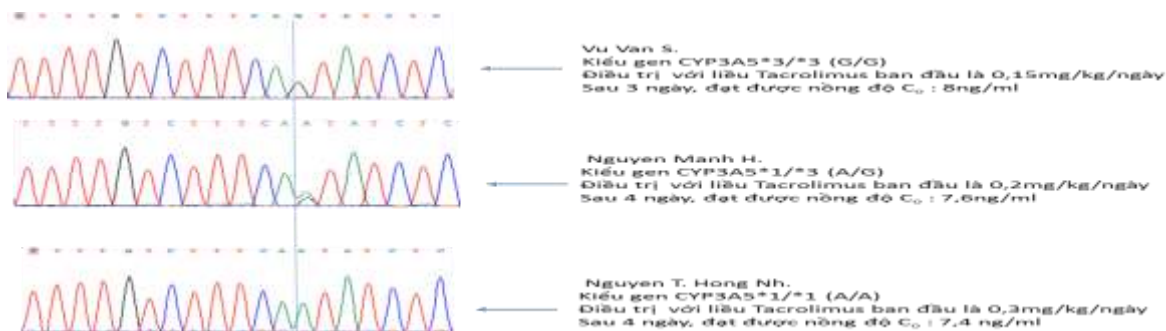 Vu Van S.
Kiểu gen CYP3A5*3/*3 (G/G)
Điều trị với liều Tacrolimus ban đầu là 0,15mg/kg/ngày
Sau 3 ngày, đạt được nồng độ C₀ : 8ng/ml
T T T T G T C T T T C A A T A T C T C
Nguyen Manh H.
Kiểu gen CYP3A5*1/*3 (A/G)
Điều trị với liều Tacrolimus ban đầu là 0,2mg/kg/ngày
Sau 4 ngày, đạt được nồng độ C₀ : 7,6ng/ml
Nguyen T. Hong Nh.
Kiểu gen CYP3A5*1/*1 (A/A)
Điều trị với liều Tacrolimus ban đầu là 0,3mg/kg/ngày
Sau 4 ngày, đạt được nồng độ C₀ : 7,4 ng/ml